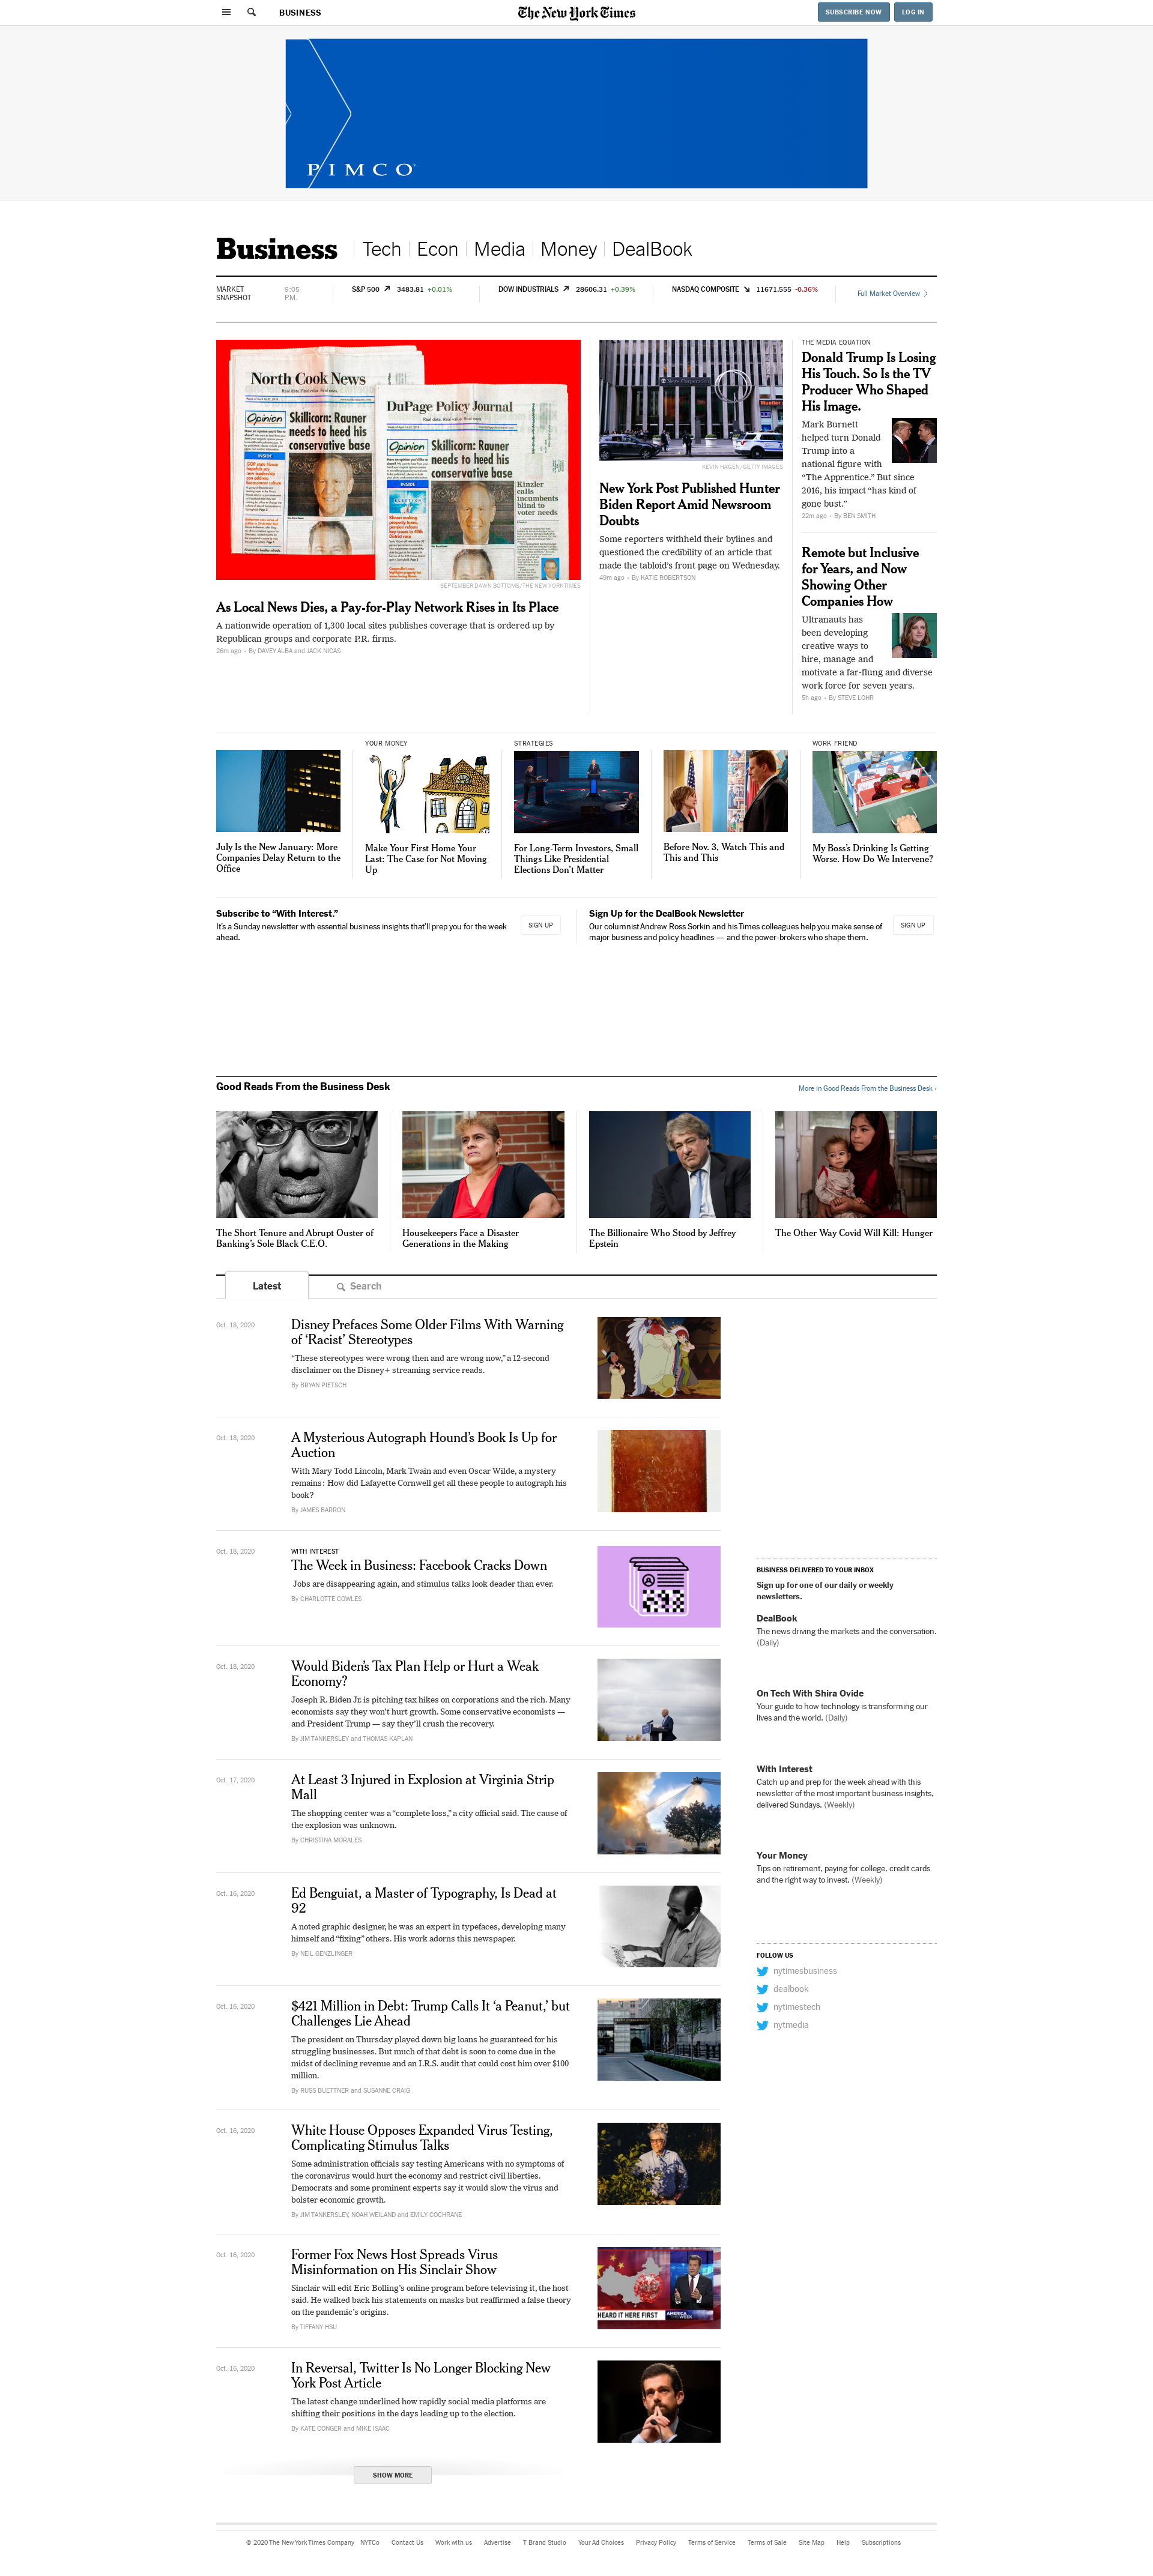 BUSINESS
The New York Times
SUBSCRIBE NOW
LOG IN
PIMCO
Business
Tech
Econ
Media
Money
DealBook
MARKET
SNAPSHOT
9:05
P.M.
S&P 500 3483.81 +0.01%
DOW INDUSTRIALS 28606.31 +0.39%
NASDAQ COMPOSITE 11671.555 -0.36%
Full Market Overview
North Cook News
Opinion
Skillicorn: Rauner
needs to heed his
conservative base
INSIDE
DuPage Policy Journal
Opinion
Skillicorn: Rauner
needs to heed his
conservative base
INSIDE
Kinzler
calls
incumbents
blind to
voter needs
SEPTEMBER DAWN BOTTOMS/THE NEW YORK TIMES
As Local News Dies, a Pay-for-Play Network Rises in Its Place
A nationwide operation of 1,300 local sites publishes coverage that is ordered up by
Republican groups and corporate P.R. firms.
26m ago - By DAVEY ALBA and JACK NICAS
KEVIN HAGEN/GETTY IMAGES
New York Post Published Hunter
Biden Report Amid Newsroom
Doubts
Some reporters withheld their bylines and
questioned the credibility of an article that
made the tabloid's front page on Wednesday.
49m ago - By KATIE ROBERTSON
THE MEDIA EQUATION
Donald Trump Is Losing
His Touch. So Is the TV
Producer Who Shaped
His Image.
Mark Burnett
helped turn Donald
Trump into a
national figure with
“The Apprentice.” But since
2016, his impact “has kind of
gone bust.”
22m ago - By BEN SMITH
Remote but Inclusive
for Years, and Now
Showing Other
Companies How
Ultranauts has
been developing
creative ways to
hire, manage and
motivate a far-flung and diverse
work force for seven years.
5h ago - By STEVE LOHR
July Is the New January: More
Companies Delay Return to the
Office
YOUR MONEY
Make Your First Home Your
Last: The Case for Not Moving
Up
STRATEGIES
For Long-Term Investors, Small
Things Like Presidential
Elections Don’t Matter
Before Nov. 3, Watch This and
This and This
WORK FRIEND
My Boss’s Drinking Is Getting
Worse. How Do We Intervene?
Subscribe to “With Interest.”
It’s a Sunday newsletter with essential business insights that’ll prep you for the week
ahead.
SIGN UP
Sign Up for the DealBook Newsletter
Our columnist Andrew Ross Sorkin and his Times colleagues help you make sense of
major business and policy headlines — and the power-brokers who shape them.
SIGN UP
Good Reads From the Business Desk
More in Good Reads From the Business Desk ›
The Short Tenure and Abrupt Ouster of
Banking’s Sole Black C.E.O.
Housekeepers Face a Disaster
Generations in the Making
The Billionaire Who Stood by Jeffrey
Epstein
The Other Way Covid Will Kill: Hunger
Latest
Search
Oct. 18, 2020
Disney Prefaces Some Older Films With Warning
of ‘Racist’ Stereotypes
“These stereotypes were wrong then and are wrong now,” a 12-second
disclaimer on the Disney+ streaming service reads.
By BRYAN PIETSCH
Oct. 18, 2020
A Mysterious Autograph Hound’s Book Is Up for
Auction
With Mary Todd Lincoln, Mark Twain and even Oscar Wilde, a mystery
remains: How did Lafayette Cornwell get all these people to autograph his
book?
By JAMES BARRON
Oct. 18, 2020
WITH INTEREST
The Week in Business: Facebook Cracks Down
Jobs are disappearing again, and stimulus talks look deader than ever.
By CHARLOTTE COWLES
Oct. 18, 2020
Would Biden’s Tax Plan Help or Hurt a Weak
Economy?
Joseph R. Biden Jr. is pitching tax hikes on corporations and the rich. Many
economists say they won’t hurt growth. Some conservative economists —
and President Trump — say they’ll crush the recovery.
By JIM TANKERSLEY and THOMAS KAPLAN
Oct. 17, 2020
At Least 3 Injured in Explosion at Virginia Strip
Mall
The shopping center was a “complete loss,” a city official said. The cause of
the explosion was unknown.
By CHRISTINA MORALES
Oct. 16, 2020
Ed Benguiat, a Master of Typography, Is Dead at
92
A noted graphic designer, he was an expert in typefaces, developing many
himself and “fixing” others. His work adorns this newspaper.
By NEIL GENZLINGER
Oct. 16, 2020
$421 Million in Debt: Trump Calls It ‘a Peanut,’ but
Challenges Lie Ahead
The president on Thursday played down big loans he guaranteed for his
struggling businesses. But much of that debt is soon to come due in the
midst of declining revenue and an I.R.S. audit that could cost him over $100
million.
By RUSS BUETTNER and SUSANNE CRAIG
Oct. 16, 2020
White House Opposes Expanded Virus Testing,
Complicating Stimulus Talks
Some administration officials say testing Americans with no symptoms of
the coronavirus would hurt the economy and restrict civil liberties.
Democrats and some prominent experts say it would slow the virus and
bolster economic growth.
By JIM TANKERSLEY, NOAH WEILAND and EMILY COCHRANE
Oct. 16, 2020
Former Fox News Host Spreads Virus
Misinformation on His Sinclair Show
Sinclair will edit Eric Bolling’s online program before televising it, the host
said. He walked back his statements on masks but reaffirmed a false theory
on the pandemic’s origins.
By TIFFANY HSU
HEARD IT HERE FIRST
AMERICA
Oct. 16, 2020
In Reversal, Twitter Is No Longer Blocking New
York Post Article
The latest change underlined how rapidly social media platforms are
shifting their positions in the days leading up to the election.
By KATE CONGER and MIKE ISAAC
SHOW MORE
BUSINESS DELIVERED TO YOUR INBOX
Sign up for one of our daily or weekly
newsletters.
DealBook
The news driving the markets and the conversation.
(Daily)
On Tech With Shira Ovide
Your guide to how technology is transforming our
lives and the world. (Daily)
With Interest
Catch up and prep for the week ahead with this
newsletter of the most important business insights,
delivered Sundays. (Weekly)
Your Money
Tips on retirement, paying for college, credit cards
and the right way to invest. (Weekly)
FOLLOW US
nytimesbusiness
dealbook
nytimestech
nytmedia
© 2020 The New York Times Company NYTCo Contact Us Work with us Advertise T Brand Studio Your Ad Choices Privacy Policy Terms of Service Terms of Sale Site Map Help Subscriptions